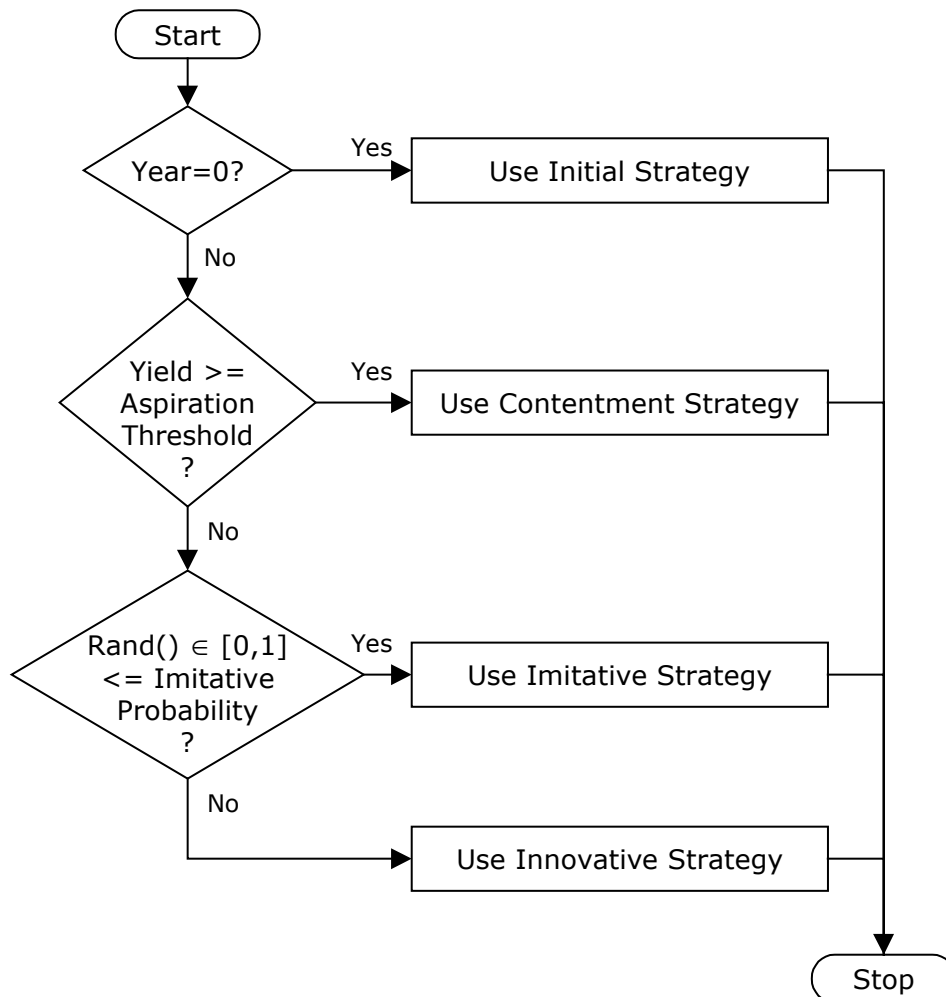 Start
Year=0?
Yes
Use Initial Strategy
No
Yield >=
Aspiration
Threshold
?
Yes
Use Contentment Strategy
No
Rand() ∈ [0,1]
<= Imitative
Probability
?
Yes
Use Imitative Strategy
No
Use Innovative Strategy
Stop